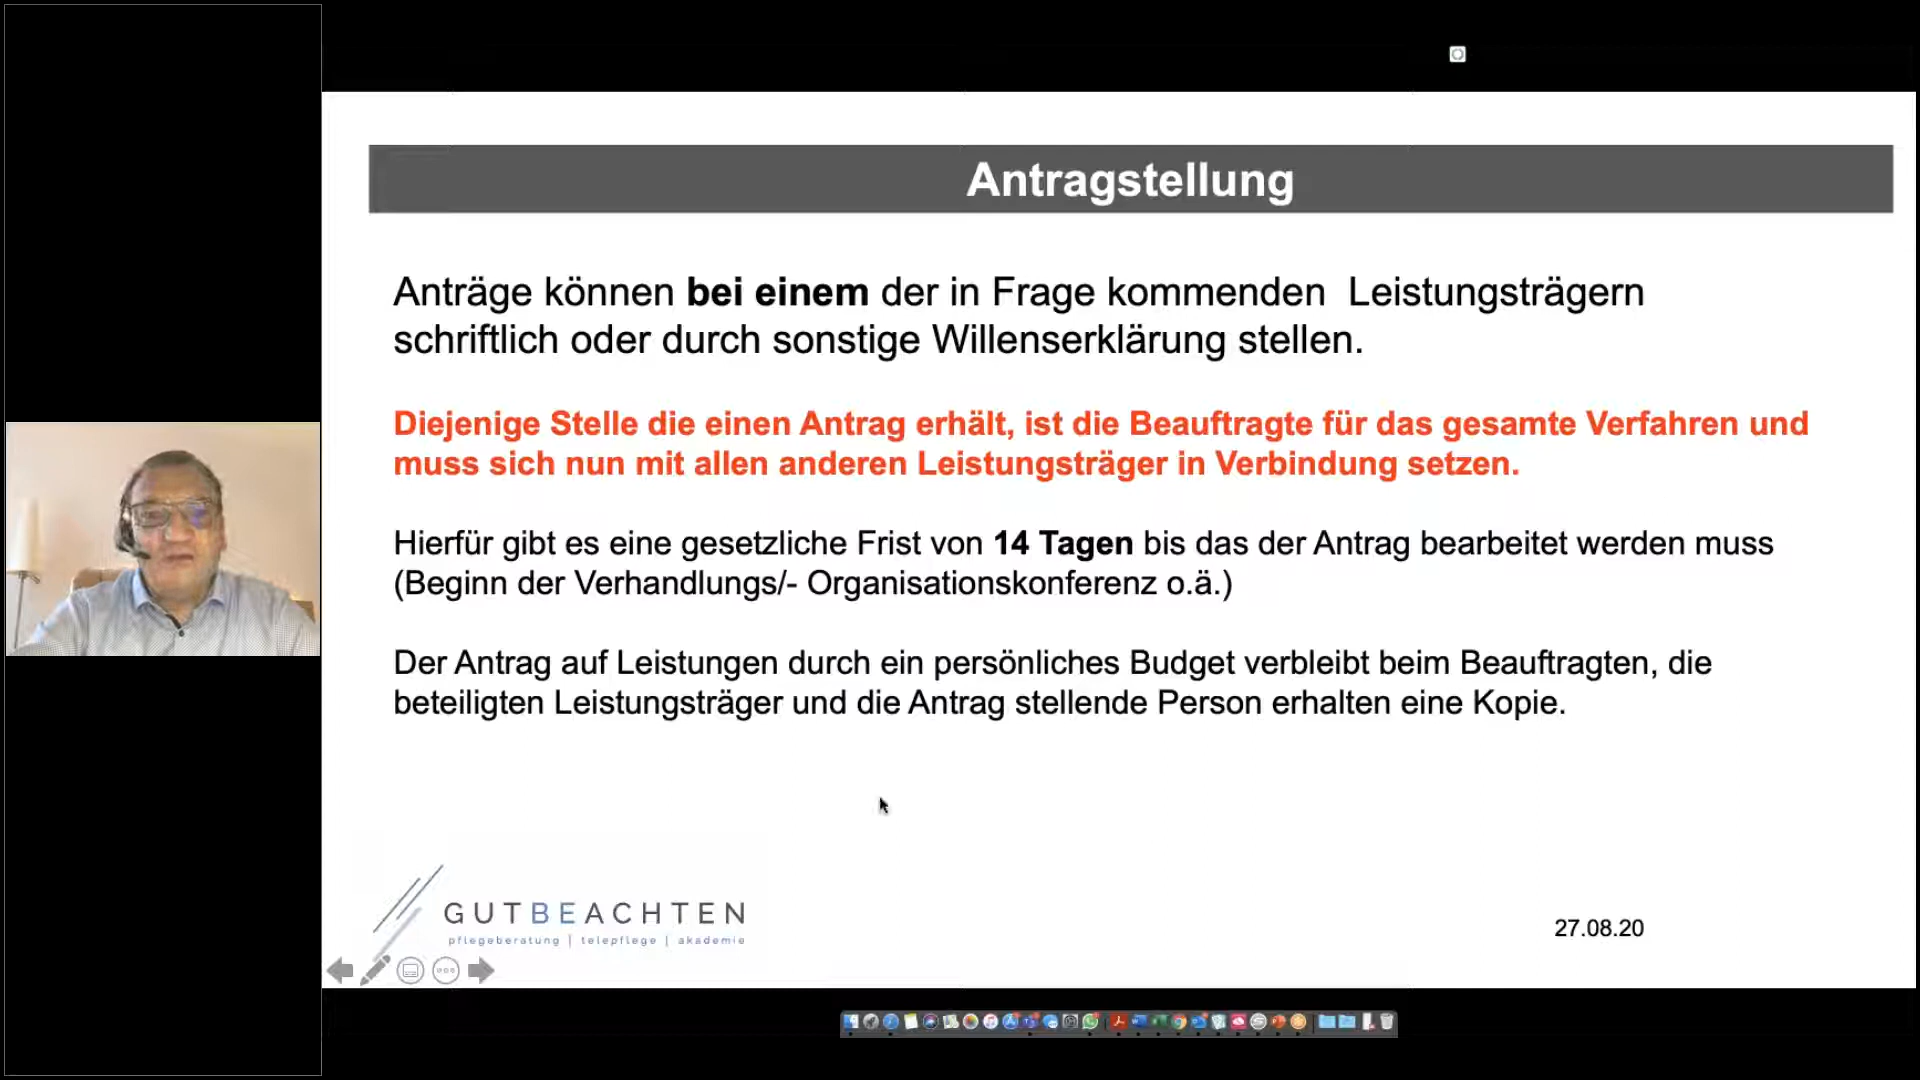 Antragstellung
Anträge können bei einem der in Frage kommenden  Leistungsträgern
schriftlich oder durch sonstige Willenserklärung stellen.
Diejenige Stelle die einen Antrag erhält, ist die Beauftragte für das gesamte Verfahren und
muss sich nun mit allen anderen Leistungsträger in Verbindung setzen.
Hierfür gibt es eine gesetzliche Frist von 14 Tagen bis das der Antrag bearbeitet werden muss
(Beginn der Verhandlungs/- Organisationskonferenz o.ä.)
Der Antrag auf Leistungen durch ein persönliches Budget verbleibt beim Beauftragten, die
beteiligten Leistungsträger und die Antrag stellende Person erhalten eine Kopie.
GUTBEACHTEN
pflegeberatung | telepflege | akademie
27.08.20